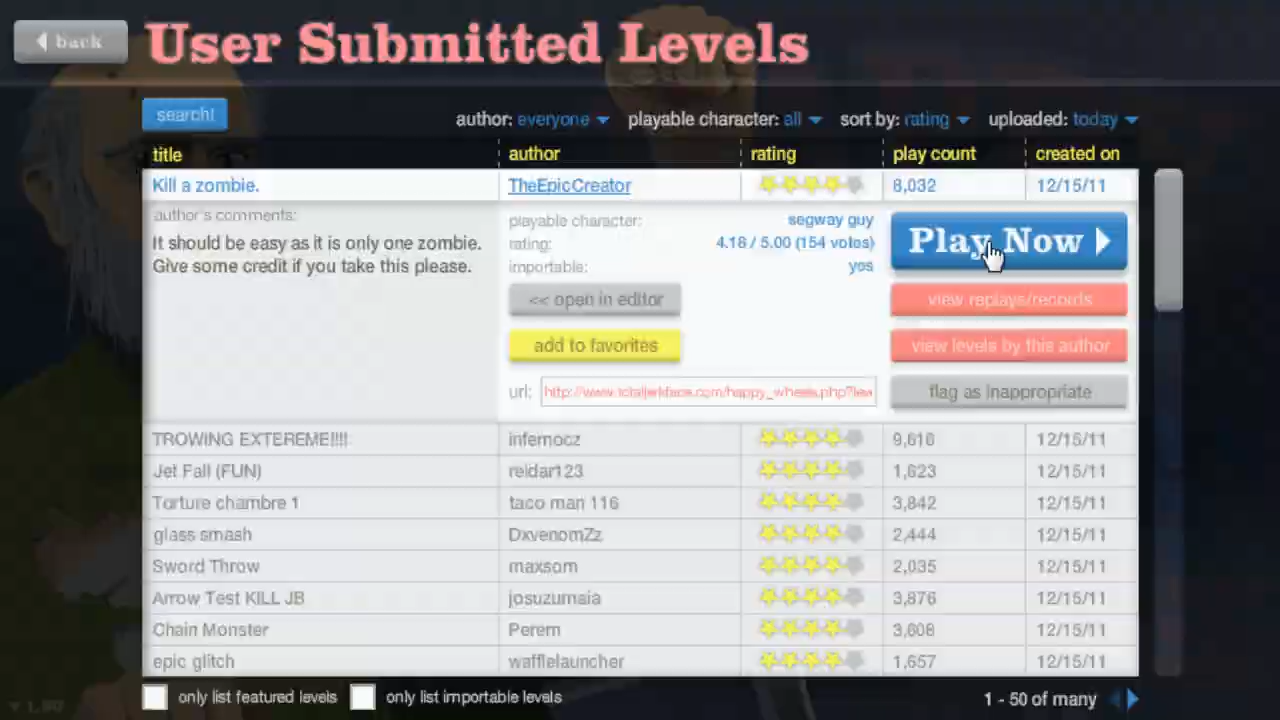 back
User Submitted Levels
search!
author: everyone playable character: all sort by: rating uploaded: today
title author rating play count created on
Kill a zombie. TheEpicCreator 8,032 12/15/11
author's comments:
It should be easy as it is only one zombie.
Give some credit if you take this please.
playable character: segway guy
rating: 4.18 / 5.00 (154 votes)
importable: yes
<< open in editor
add to favorites
url: http://www.totaljerkface.com/happy_wheels.php?lev
Play Now
view replays/records
view levels by this author
flag as inappropriate
TROWING EXTEREME!!!! infernocz 9,616 12/15/11
Jet Fall (FUN) reidar123 1,623 12/15/11
Torture chambre 1 taco man 116 3,842 12/15/11
glass smash DxvenomZz 2,444 12/15/11
Sword Throw maxsom 2,035 12/15/11
Arrow Test KILL JB josuzumaia 3,876 12/15/11
Chain Monster Perem 3,608 12/15/11
epic glitch wafflelauncher 1,657 12/15/11
only list featured levels only list importable levels 1 - 50 of many